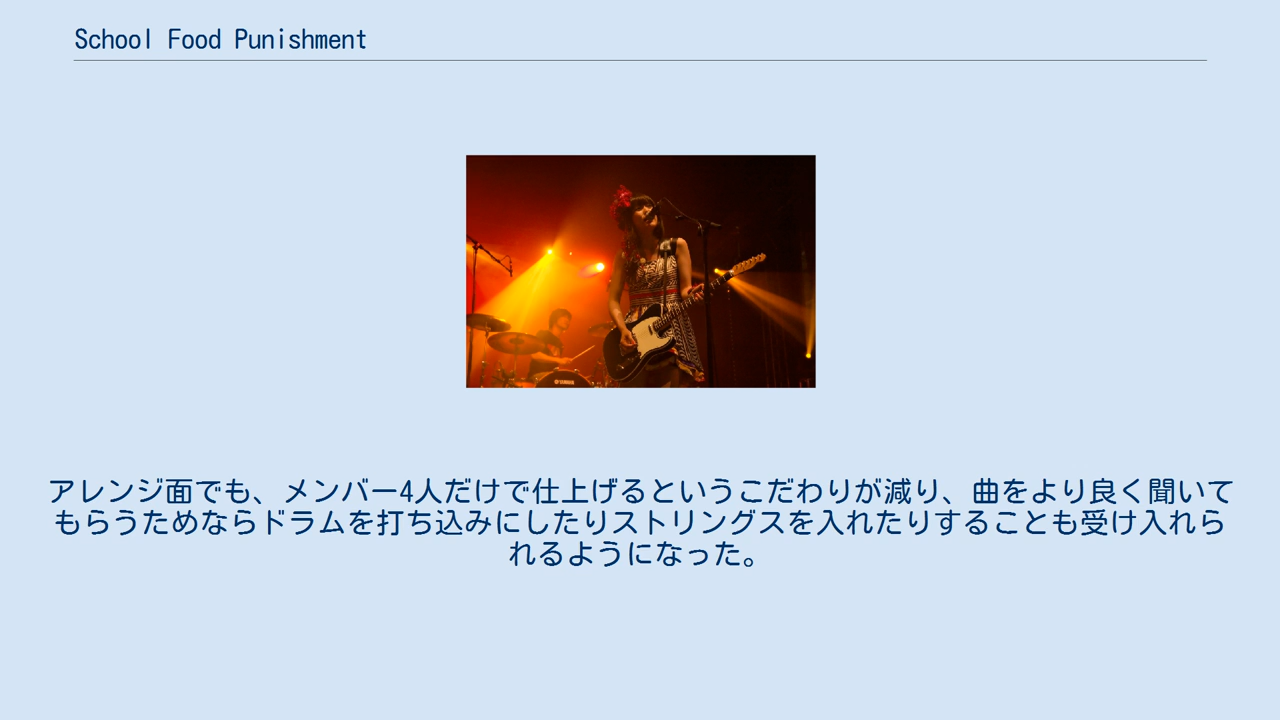 School Food Punishment
YAMAHA
アレンジ面でも、メンバー4人だけで仕上げるというこだわりが減り、曲をより良く聞いて
もらうためならドラムを打ち込みにしたりストリングスを入れたりすることも受け入れら
れるようになった。